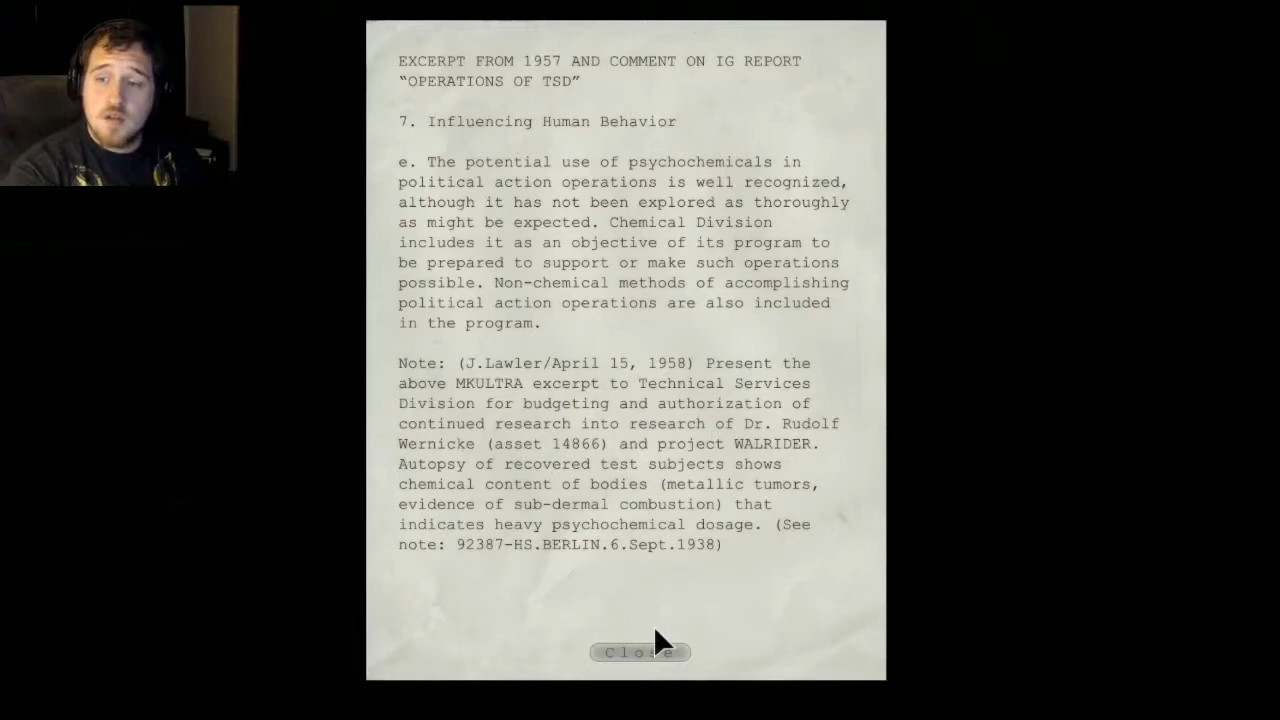 EXCERPT FROM 1957 AND COMMENT ON IG REPORT
“OPERATIONS OF TSD”
7. Influencing Human Behavior
e. The potential use of psychochemicals in
political action operations is well recognized,
although it has not been explored as thoroughly
as might be expected. Chemical Division
includes it as an objective of its program to
be prepared to support or make such operations
possible. Non-chemical methods of accomplishing
political action operations are also included
in the program.
Note: (J.Lawler/April 15, 1958) Present the
above MKULTRA excerpt to Technical Services
Division for budgeting and authorization of
continued research into research of Dr. Rudolf
Wernicke (asset 14866) and project WALRIDER.
Autopsy of recovered test subjects shows
chemical content of bodies (metallic tumors,
evidence of sub-dermal combustion) that
indicates heavy psychochemical dosage. (See
note: 92387-HS.BERLIN.6.Sept.1938)
Close